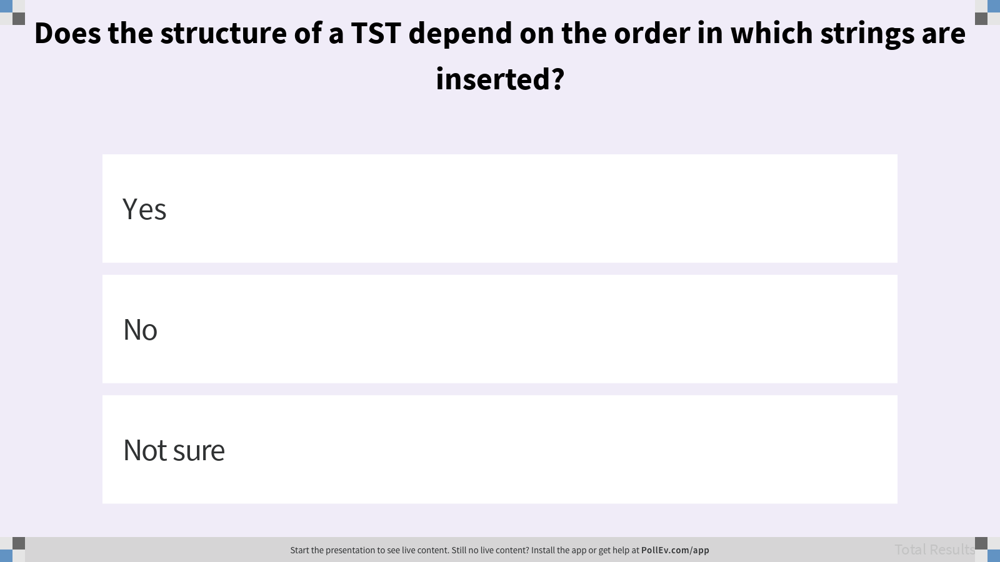 Does the structure of a TST depend on the order in which strings are
inserted?
Yes
No
Not sure
Start the presentation to see live content. Still no live content? Install the app or get help at PollEv.com/app
Total Results